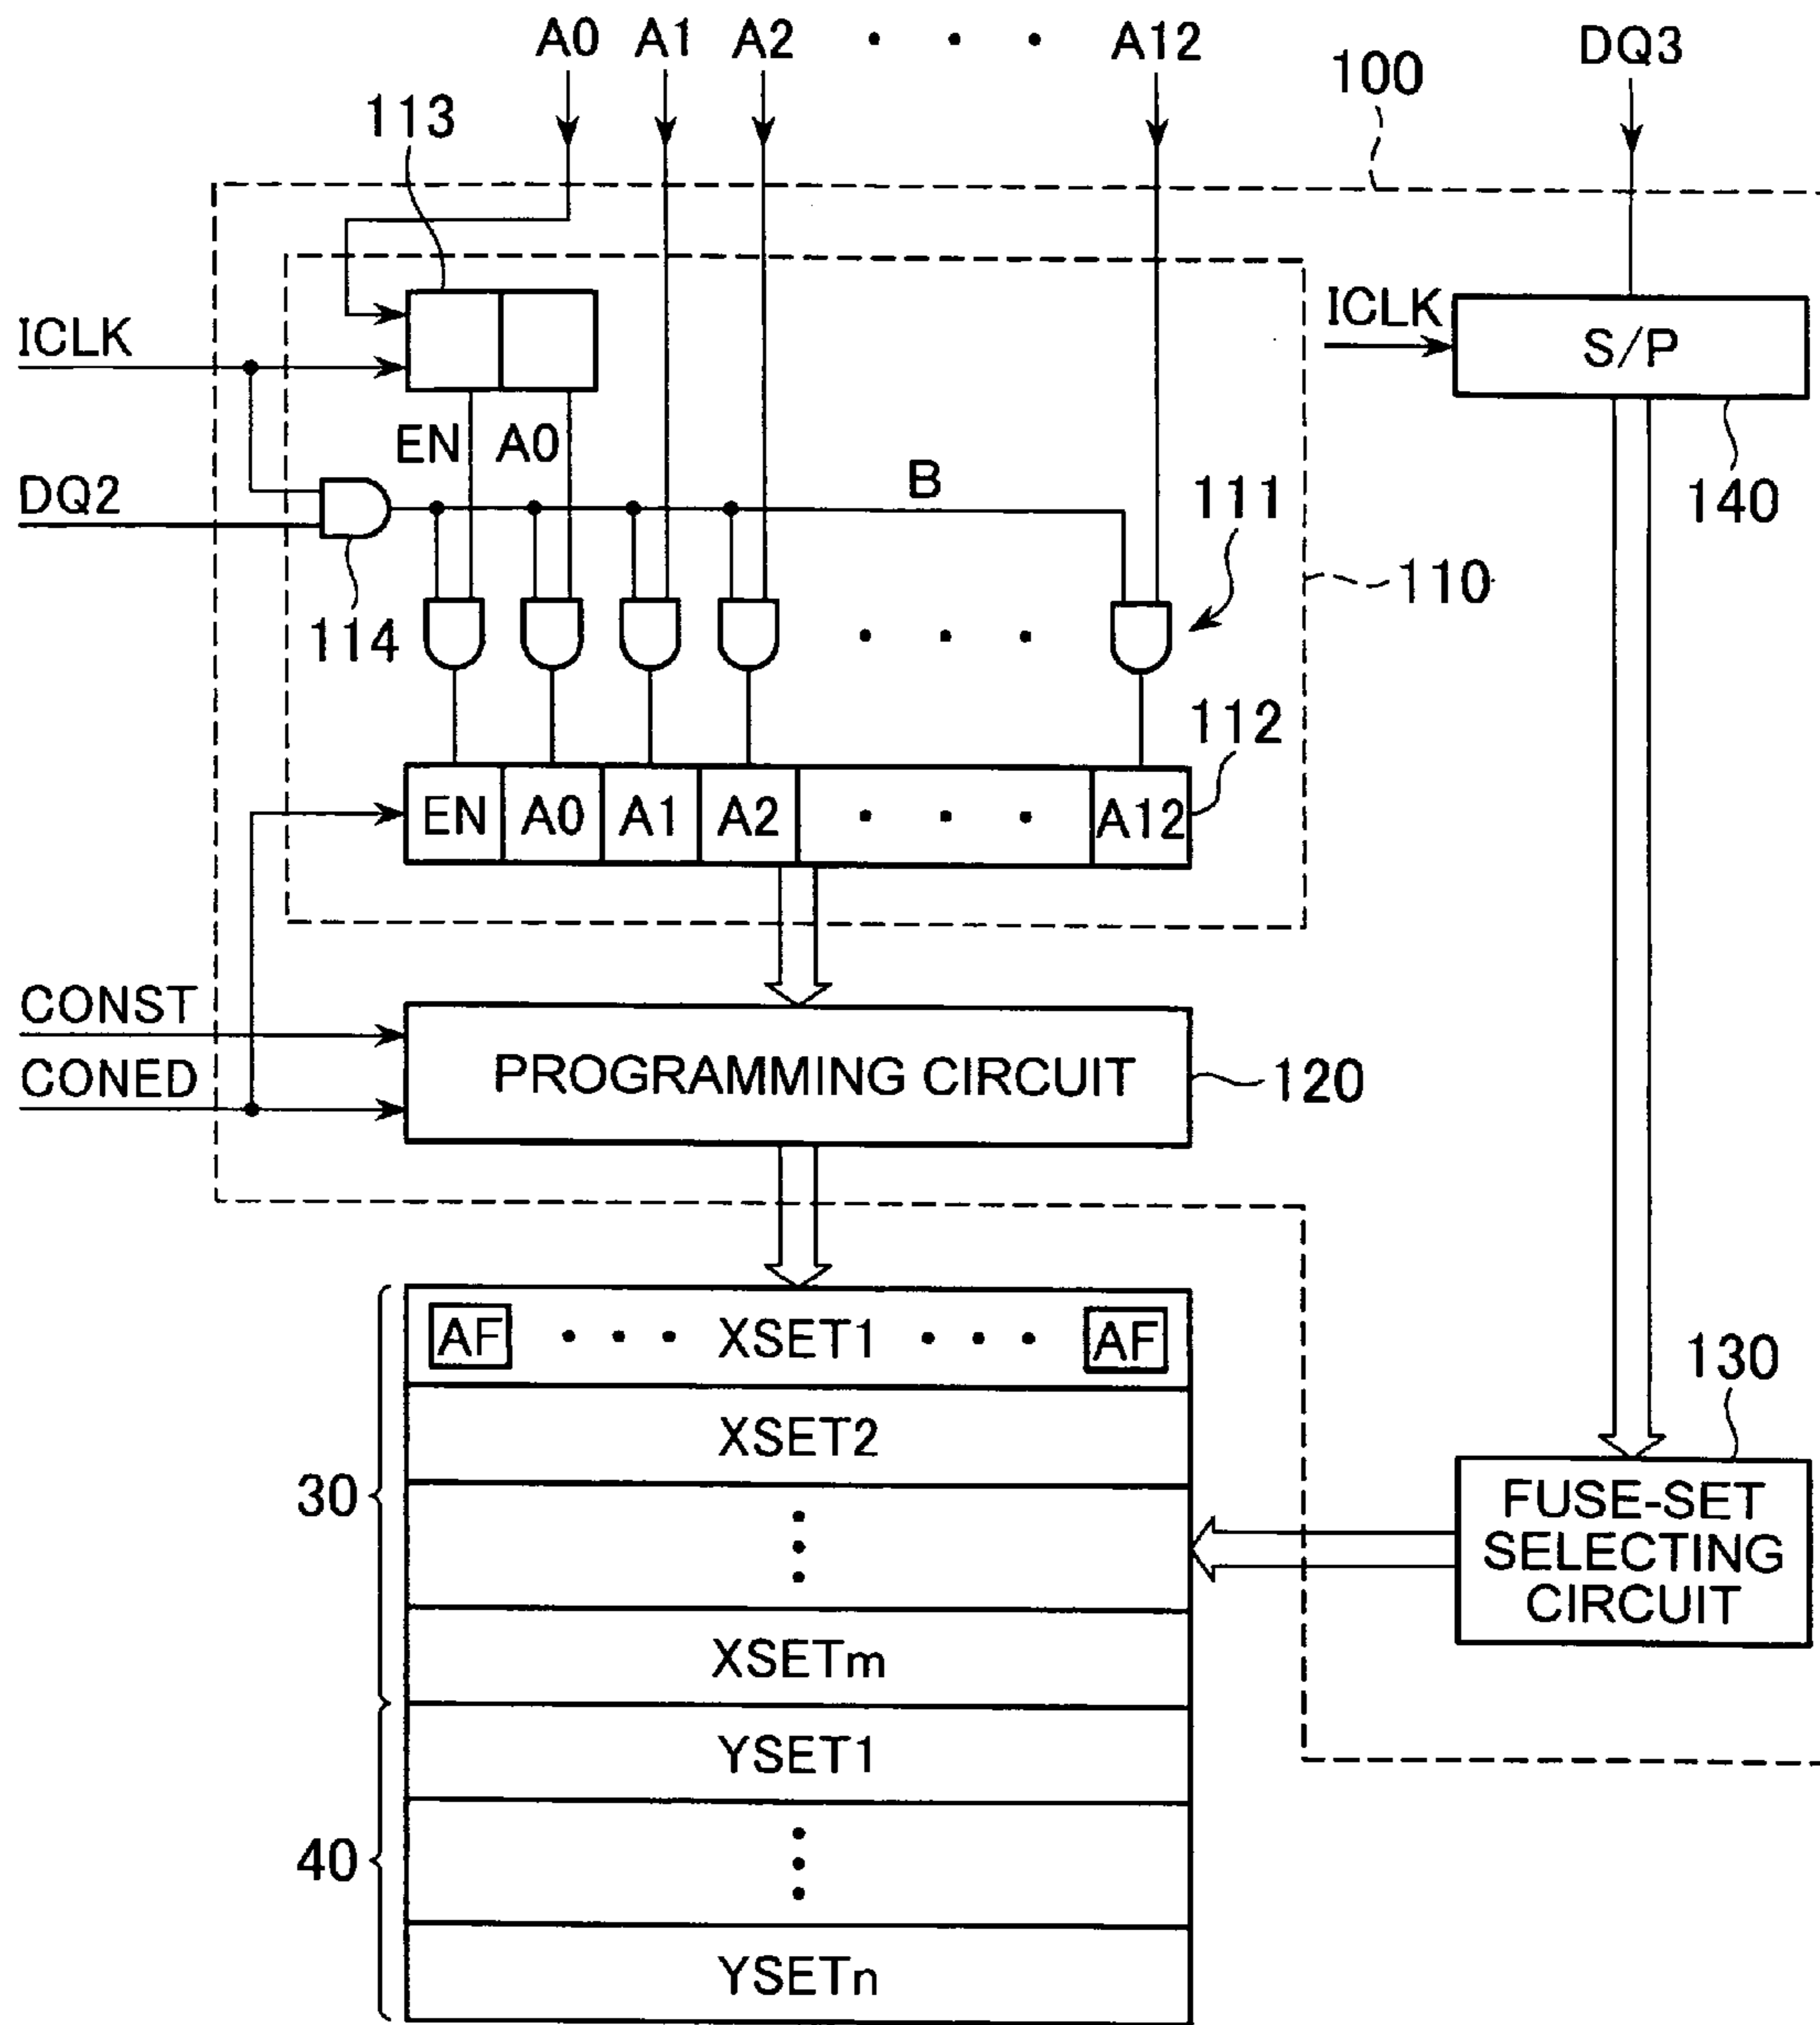 A0 A1 A2 · · · A12 DQ3
100
113
ICLK
ICLK
S/P
EN A0
DQ2
B
111
140
110
114
112
EN A0 A1 A2 · · · A12
CONST
CONED
PROGRAMMING CIRCUIT
120
AF · · · XSET1 · · · AF
130
XSET2
30
FUSE-SET
SELECTING
CIRCUIT
XSETm
YSET1
40
YSETn